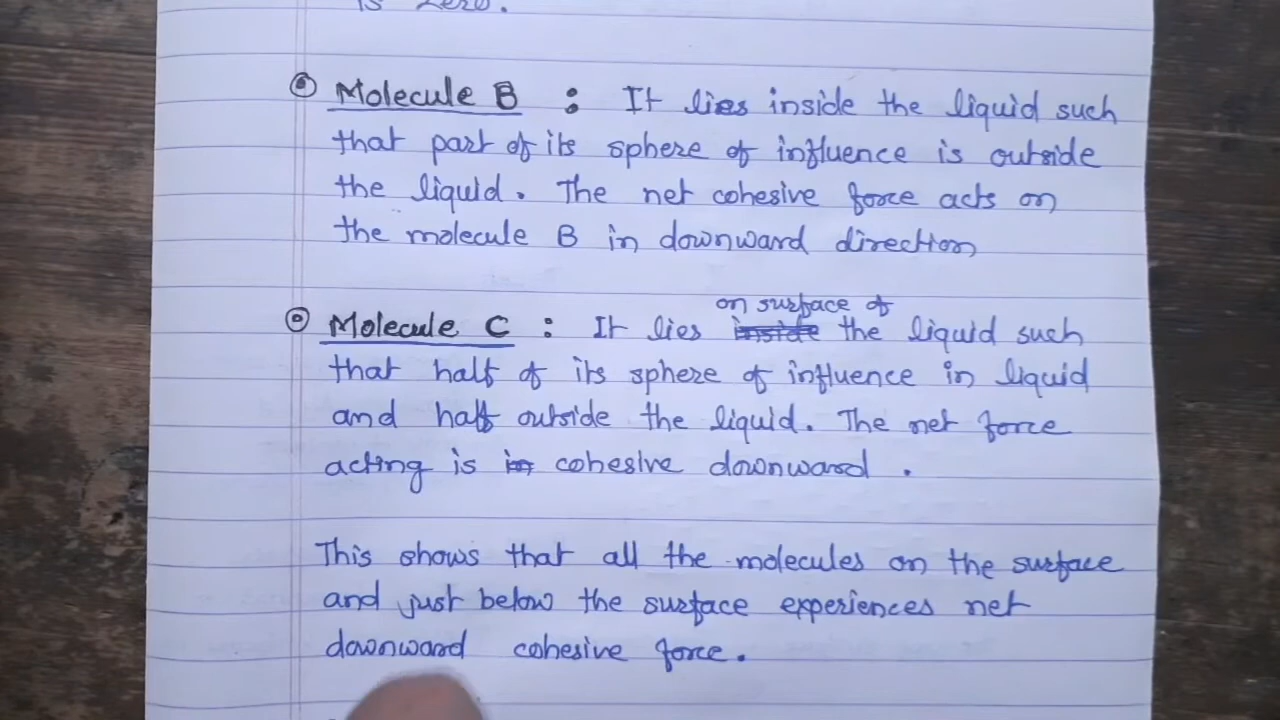 is zero.
Molecule B : It lies inside the liquid such
that part of its sphere of influence is outside
the liquid. The net cohesive force acts on
the molecule B in downward direction
on surface of
Molecule C : It lies inside the liquid such
that half of its sphere of influence in liquid
and half outside the liquid. The net force
acting is in cohesive downward .
This shows that all the molecules on the surface
and just below the surface experiences net
downward cohesive force.